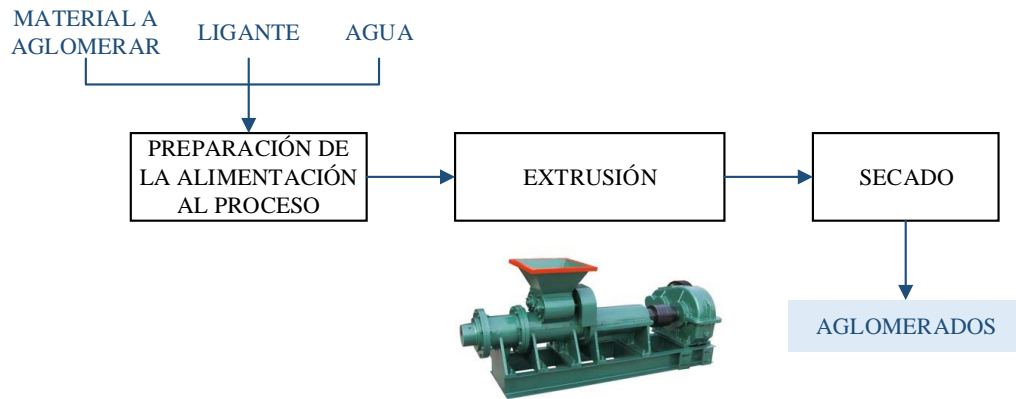 MATERIAL A
AGLOMERAR
LIGANTE
AGUA
PREPARACIÓN DE
LA ALIMENTACIÓN
AL PROCESO
EXTRUSIÓN
SECADO
AGLOMERADOS